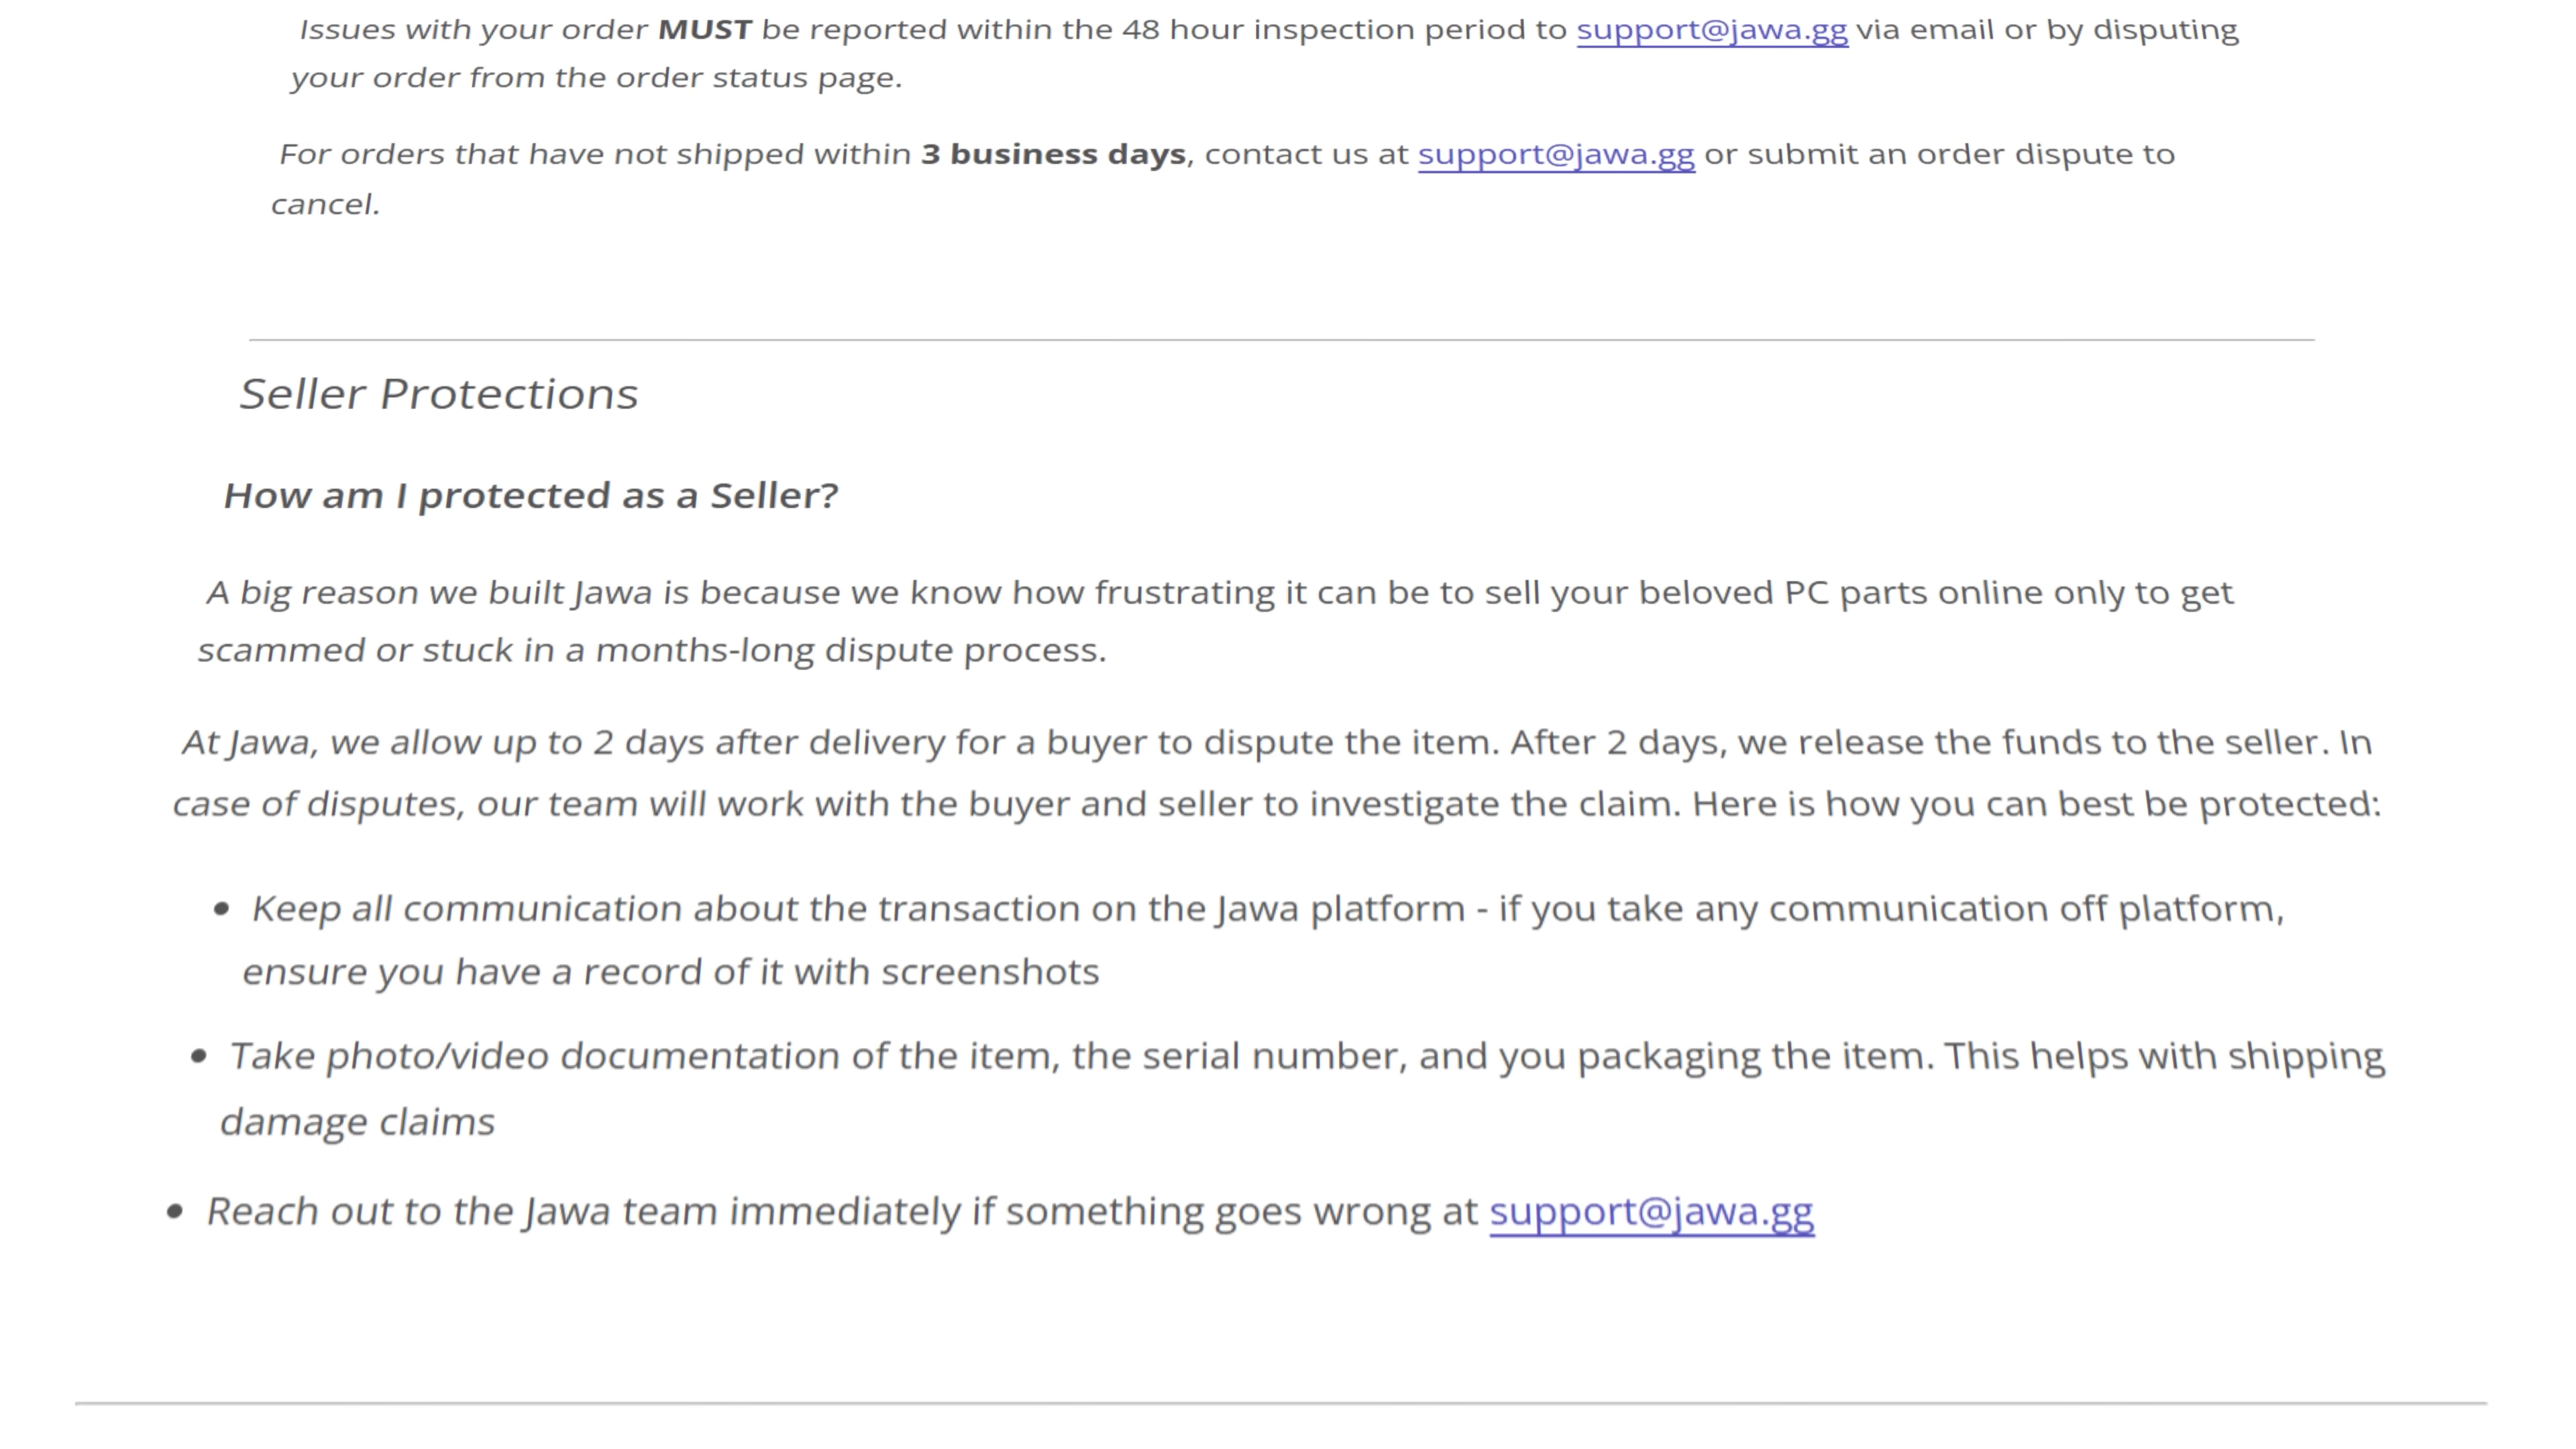 Issues with your order MUST be reported within the 48 hour inspection period to support@jawa.gg via email or by disputing
your order from the order status page.
For orders that have not shipped within 3 business days, contact us at support@jawa.gg or submit an order dispute to
cancel.
Seller Protections
How am I protected as a Seller?
A big reason we built Jawa is because we know how frustrating it can be to sell your beloved PC parts online only to get
scammed or stuck in a months-long dispute process.
At Jawa, we allow up to 2 days after delivery for a buyer to dispute the item. After 2 days, we release the funds to the seller. In
case of disputes, our team will work with the buyer and seller to investigate the claim. Here is how you can best be protected:
• Keep all communication about the transaction on the Jawa platform - if you take any communication off platform,
ensure you have a record of it with screenshots
• Take photo/video documentation of the item, the serial number, and you packaging the item. This helps with shipping
damage claims
• Reach out to the Jawa team immediately if something goes wrong at support@jawa.gg